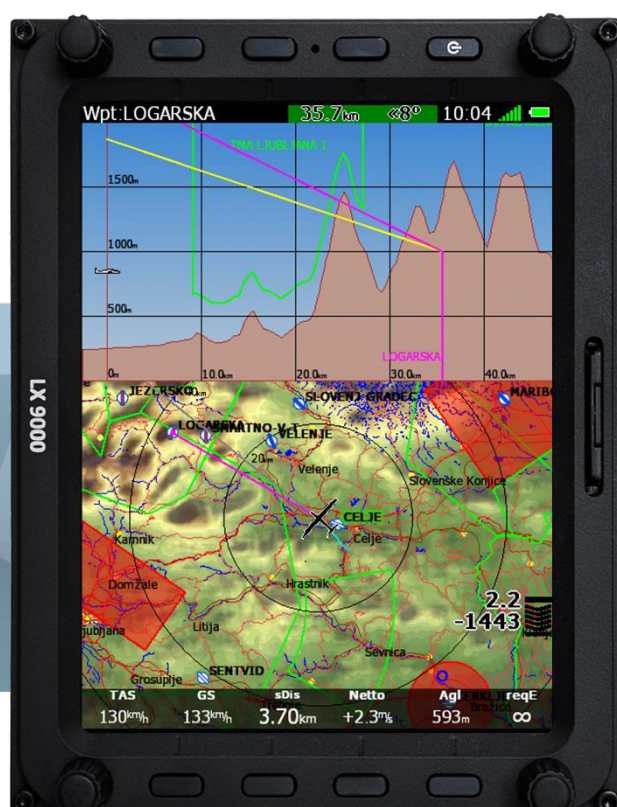 Wpt:LOGARSKA 35.7km «8° 10:04
TMA LJUBLJANA 1
1500m
1000m
500m
LOGARSKA
0m 10.0km 20.0km 30.0km 40.0km
JEZERSKO
SLOVENJ GRADEC
LOGARSKA
VELENJE
20km
Velenje
Slovenske Konjice
CELJE
Celje
Kamnik
Domžale
Hrastnik
2.2
-1443
Litija
Sevnica
Grosuplje
SENTVID
Brežice
TAS GS sDis Netto Agl reqE
130km/h 133km/h 3.70km +2.3m/s 593m ∞
LX 9000